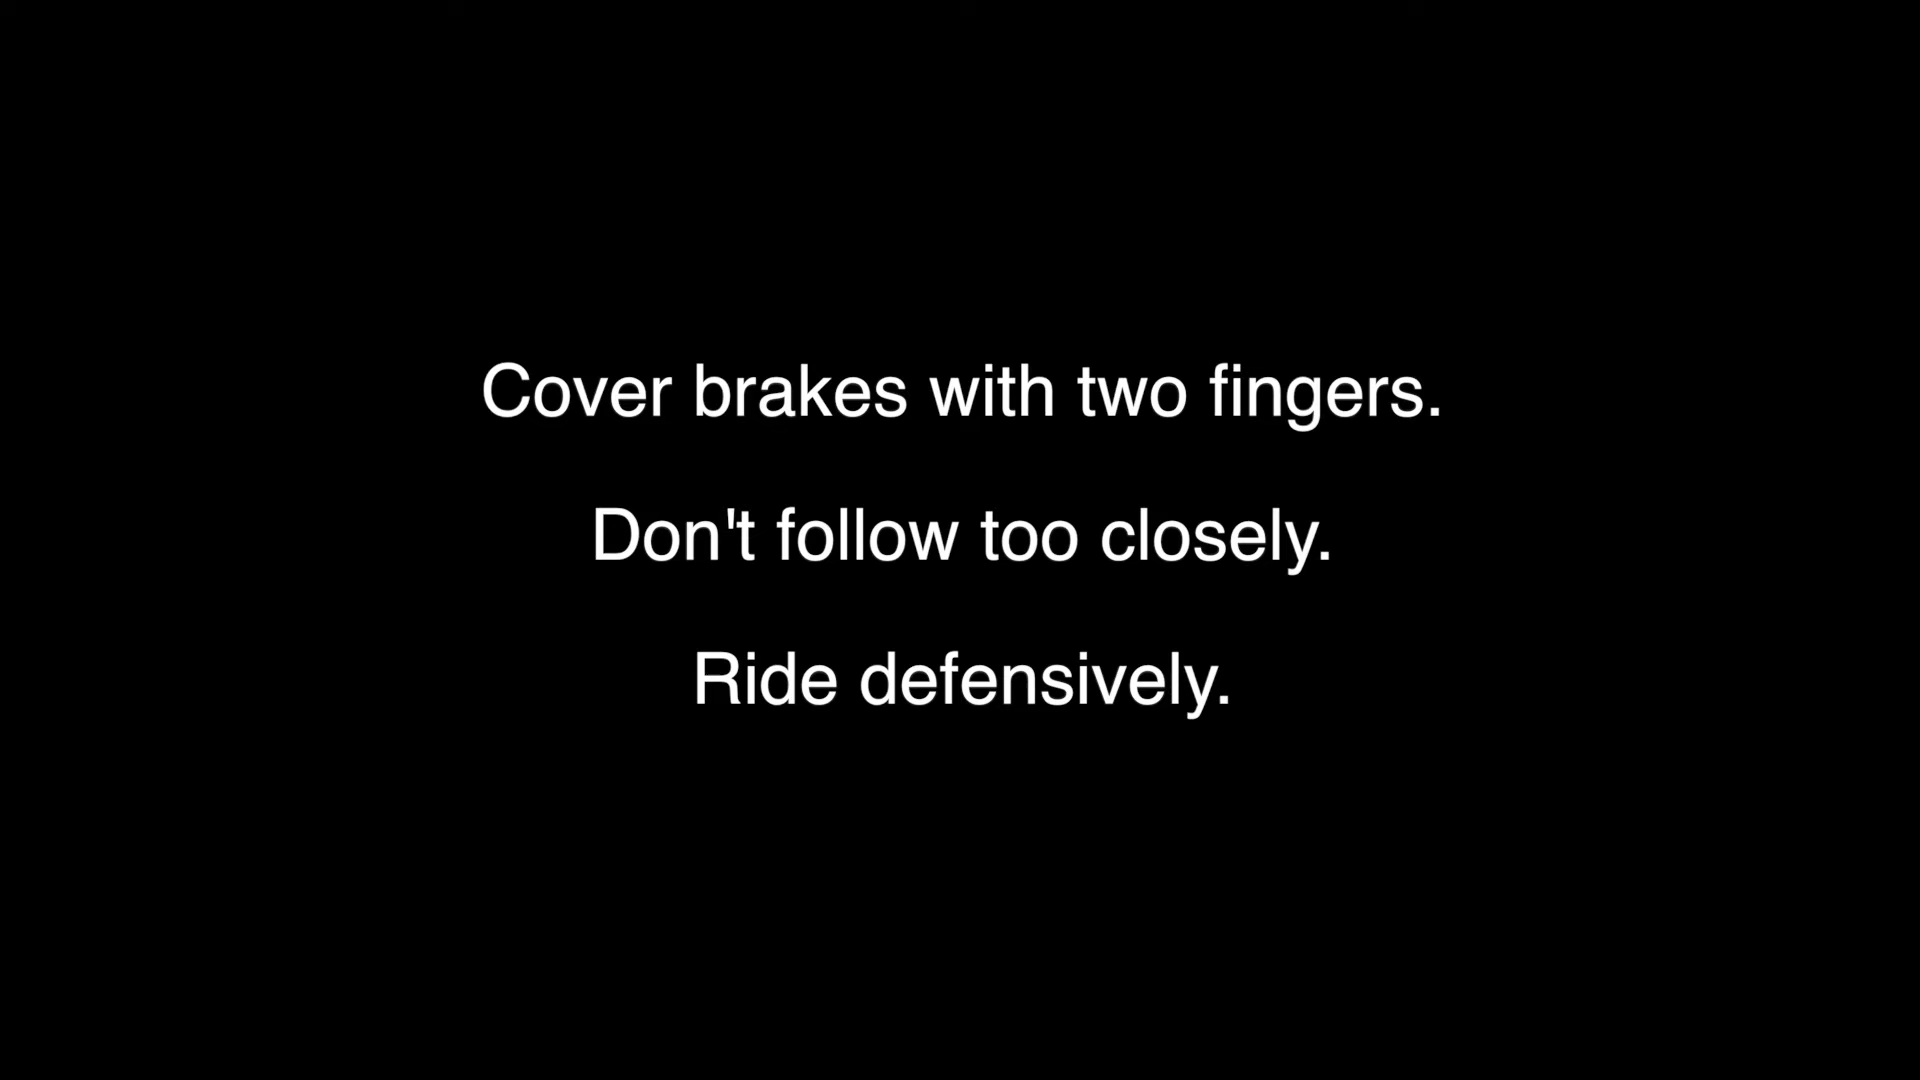 Cover brakes with two fingers.
Don't follow too closely.
Ride defensively.